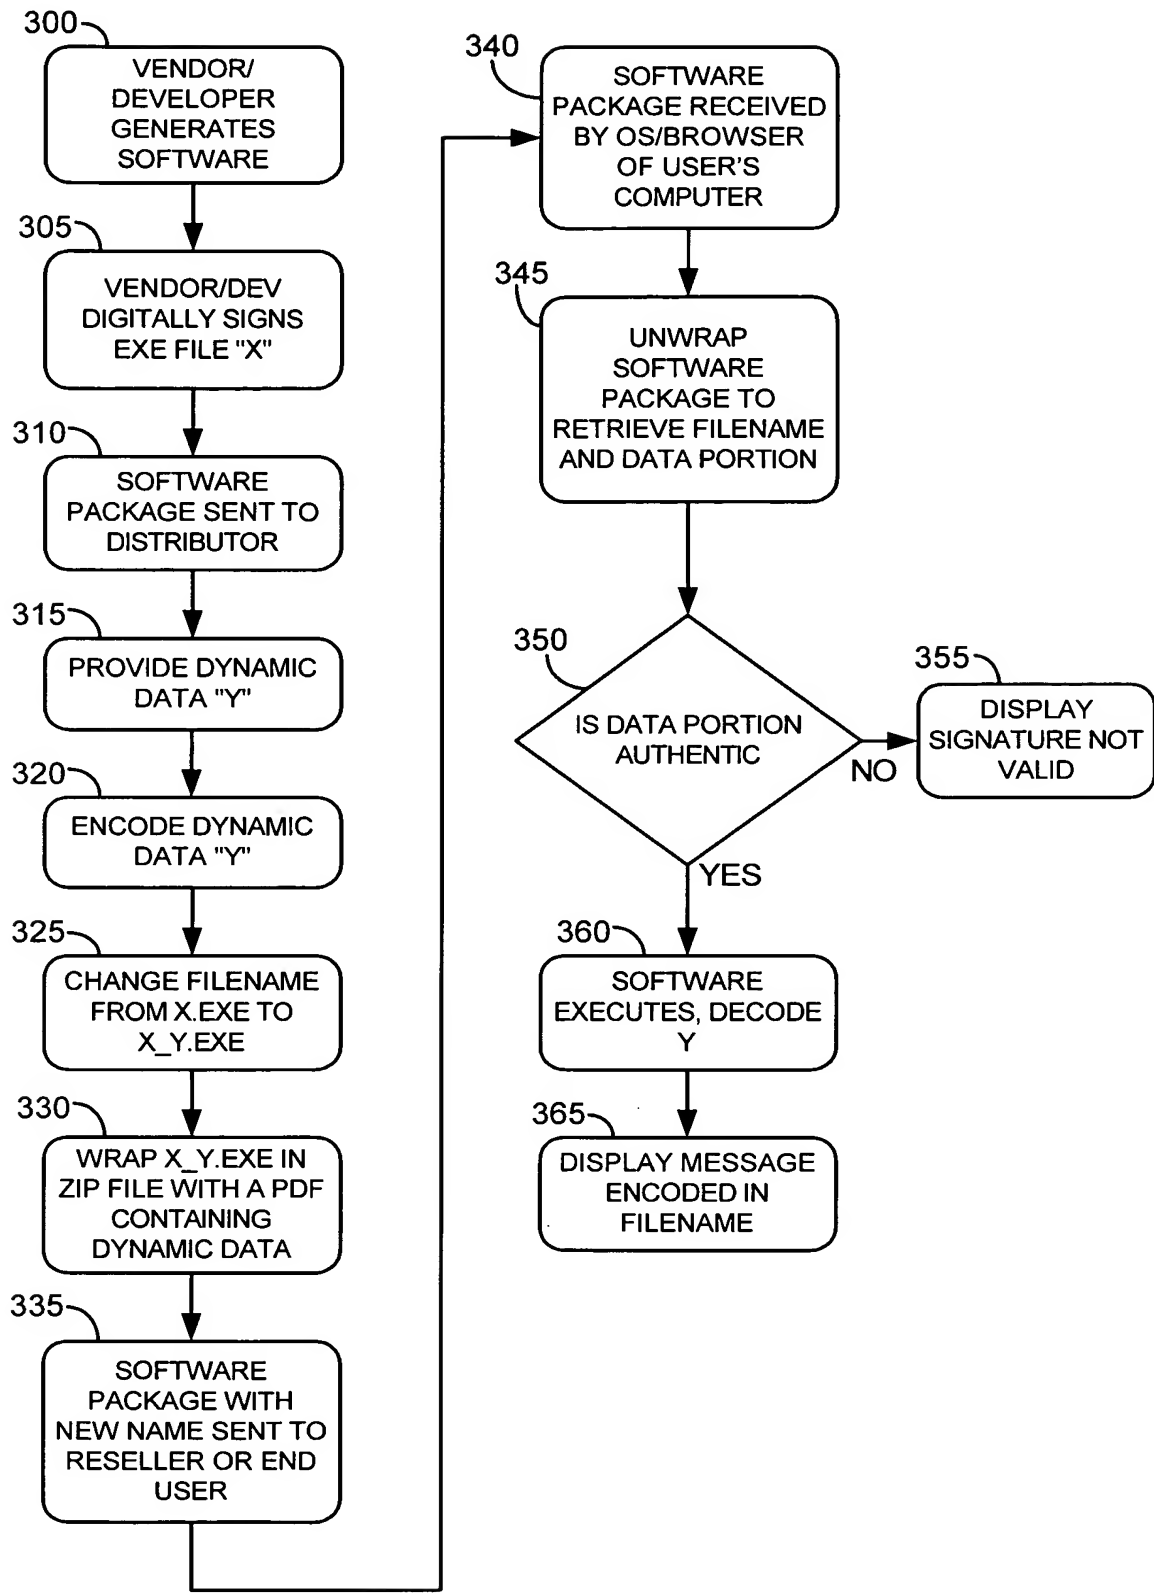 300
VENDOR/
DEVELOPER
GENERATES
SOFTWARE
305
VENDOR/DEV
DIGITALLY SIGNS
EXE FILE "X"
310
SOFTWARE
PACKAGE SENT TO
DISTRIBUTOR
315
PROVIDE DYNAMIC
DATA "Y"
320
ENCODE DYNAMIC
DATA "Y"
325
CHANGE FILENAME
FROM X.EXE TO
X_Y.EXE
330
WRAP X_Y.EXE IN
ZIP FILE WITH A PDF
CONTAINING
DYNAMIC DATA
335
SOFTWARE
PACKAGE WITH
NEW NAME SENT TO
RESELLER OR END
USER
340
SOFTWARE
PACKAGE RECEIVED
BY OS/BROWSER
OF USER'S
COMPUTER
345
UNWRAP
SOFTWARE
PACKAGE TO
RETRIEVE FILENAME
AND DATA PORTION
350
IS DATA PORTION
AUTHENTIC
NO
355
DISPLAY
SIGNATURE NOT
VALID
YES
360
SOFTWARE
EXECUTES, DECODE
Y
365
DISPLAY MESSAGE
ENCODED IN
FILENAME